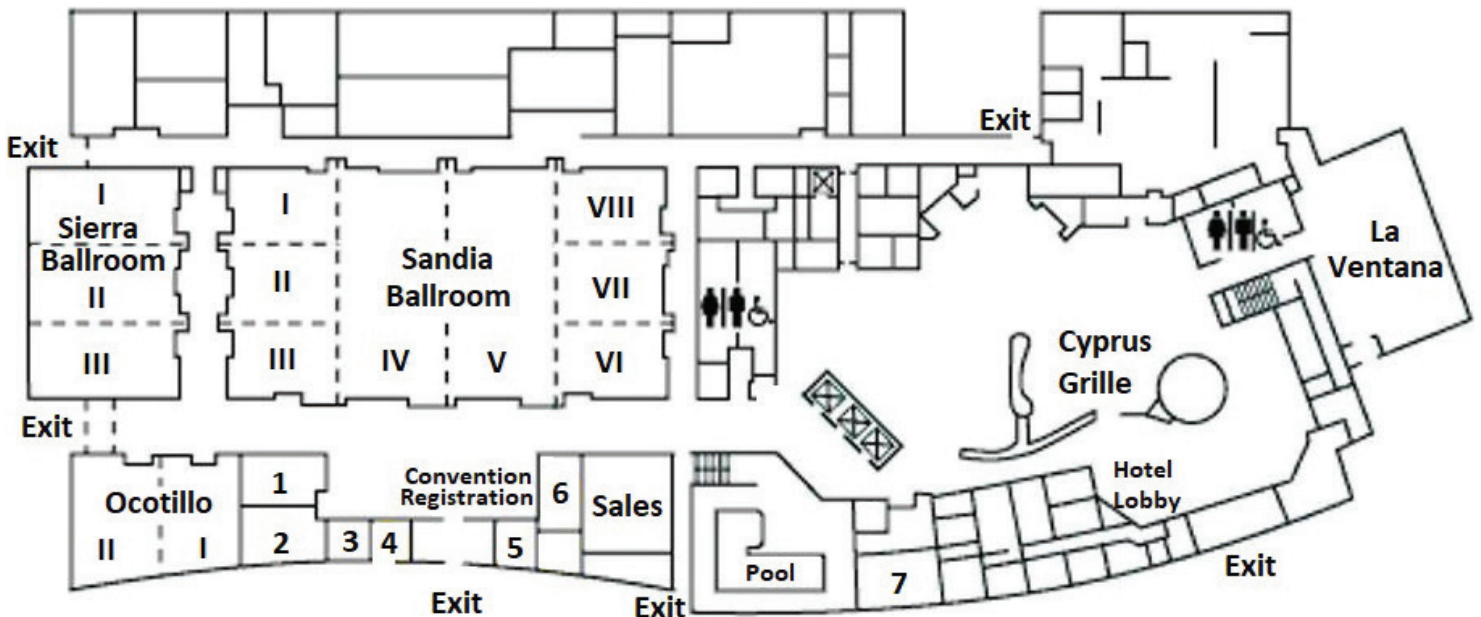 Exit
Exit
I
Sierra
Ballroom
II
III
I
II
III
Sandia
Ballroom
IV
V
VIII
VII
VI
La
Ventana
Cyprus
Grille
Exit
Ocotillo
II
I
1
2
3
4
Convention
Registration
5
6
Sales
Pool
7
Hotel
Lobby
Exit
Exit
Exit